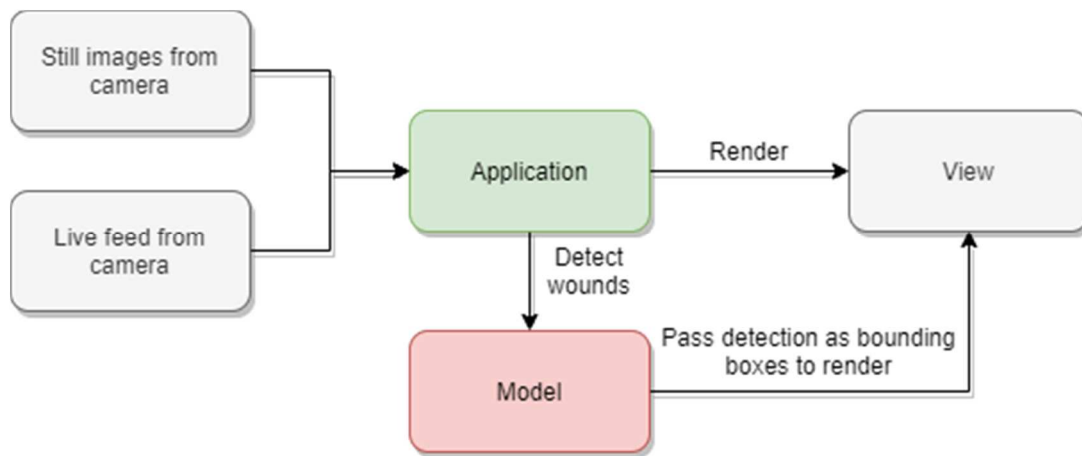 Still images from
camera
Live feed from
camera
Application
Render
View
Detect
wounds
Model
Pass detection as bounding
boxes to render